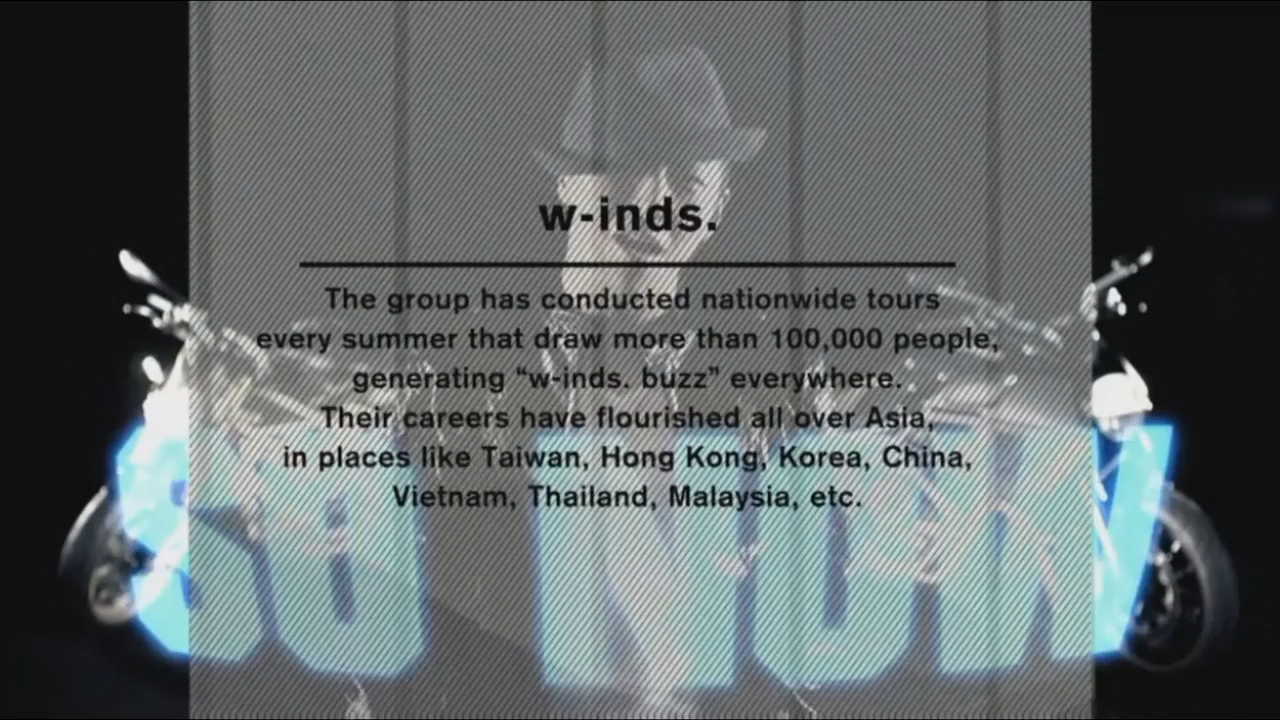 w-inds.
The group has conducted nationwide tours
every summer that draw more than 100,000 people,
generating “w-inds. buzz” everywhere.
Their careers have flourished all over Asia,
in places like Taiwan, Hong Kong, Korea, China,
Vietnam, Thailand, Malaysia, etc.
SO NOW